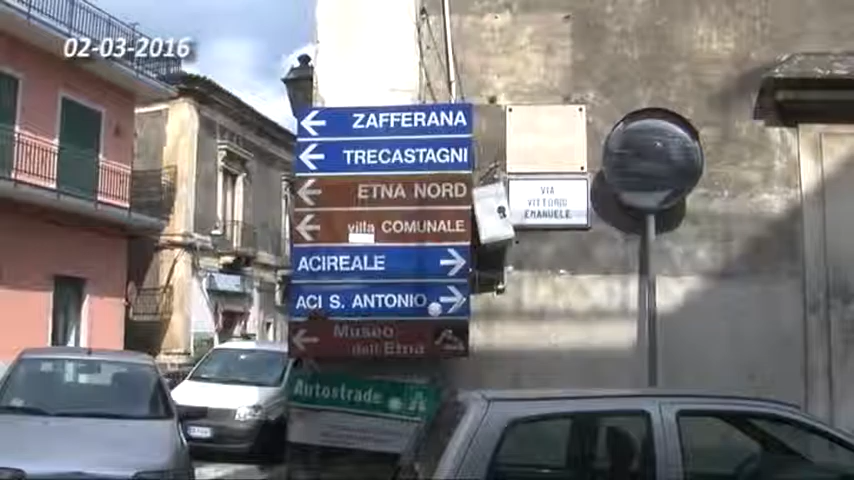 02-03-2016
ZAFFERANA
TRECASTAGNI
ETNA NORD
villa COMUNALE
ACIREALE
ACI S. ANTONIO
Museo
dell'Etna
Autostrade
VIA
VITTORIO
EMANUELE